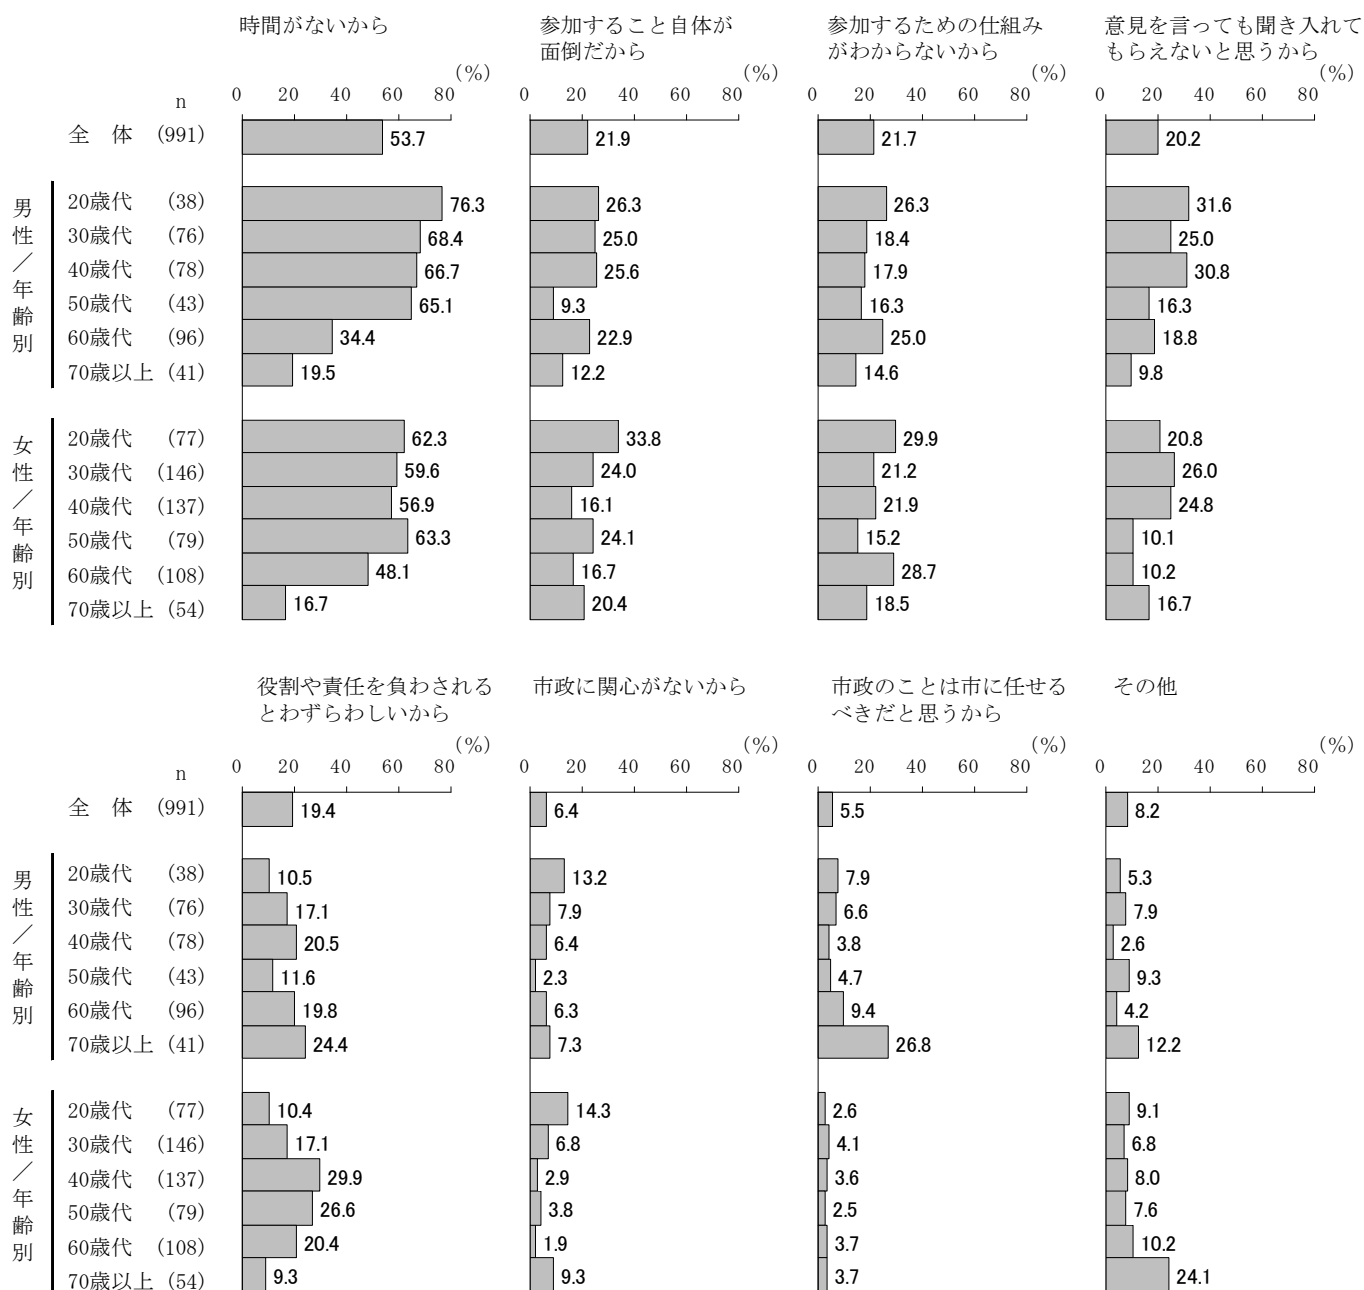 時間がないから
参加すること自体が
面倒だから
参加するための仕組み
がわからないから
意見を言っても聞き入れて
もらえないと思うから
(%) (%) (%) (%)
n 0 20 40 60 80 0 20 40 60 80 0 20 40 60 80 0 20 40 60 80
全 体 (991) 53.7 21.9 21.7 20.2
男性／年齢別
20歳代 (38) 76.3 26.3 26.3 31.6
30歳代 (76) 68.4 25.0 18.4 25.0
40歳代 (78) 66.7 25.6 17.9 30.8
50歳代 (43) 65.1 9.3 16.3 16.3
60歳代 (96) 34.4 22.9 25.0 18.8
70歳以上 (41) 19.5 12.2 14.6 9.8
女性／年齢別
20歳代 (77) 62.3 33.8 29.9 20.8
30歳代 (146) 59.6 24.0 21.2 26.0
40歳代 (137) 56.9 16.1 21.9 24.8
50歳代 (79) 63.3 24.1 15.2 10.1
60歳代 (108) 48.1 16.7 28.7 10.2
70歳以上 (54) 16.7 20.4 18.5 16.7
役割や責任を負わされる
とわずらわしいから
市政に関心がないから
市政のことは市に任せる
べきだと思うから
その他
(%) (%) (%) (%)
n 0 20 40 60 80 0 20 40 60 80 0 20 40 60 80 0 20 40 60 80
全 体 (991) 19.4 6.4 5.5 8.2
男性／年齢別
20歳代 (38) 10.5 13.2 7.9 5.3
30歳代 (76) 17.1 7.9 6.6 7.9
40歳代 (78) 20.5 6.4 3.8 2.6
50歳代 (43) 11.6 2.3 4.7 9.3
60歳代 (96) 19.8 6.3 9.4 4.2
70歳以上 (41) 24.4 7.3 26.8 12.2
女性／年齢別
20歳代 (77) 10.4 14.3 2.6 9.1
30歳代 (146) 17.1 6.8 4.1 6.8
40歳代 (137) 29.9 2.9 3.6 8.0
50歳代 (79) 26.6 3.8 2.5 7.6
60歳代 (108) 20.4 1.9 3.7 10.2
70歳以上 (54) 9.3 9.3 3.7 24.1